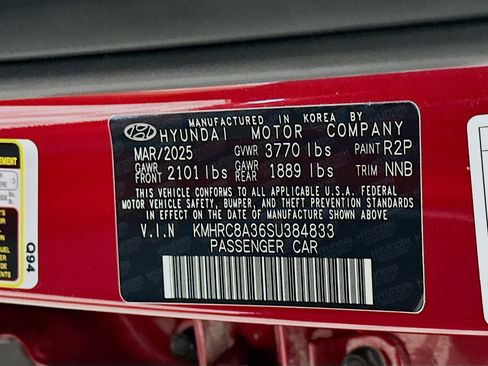 MANUFACTURED IN KOREA BY
HYUNDAI MOTOR COMPANY
MAR/2025 GVWR 3770 lbs PAINT R2P
GAWR FRONT 2101 lbs GAWR REAR 1889 lbs TRIM NNB
THIS VEHICLE CONFORMS TO ALL APPLICABLE U.S.A. FEDERAL
MOTOR VEHICLE SAFETY, BUMPER, AND THEFT PREVENTION STANDARDS
IN EFFECT ON THE DATE OF MANUFACTURE SHOWN ABOVE.
V.I.N KMHRC8A36SU384833
PASSENGER CAR
Q94